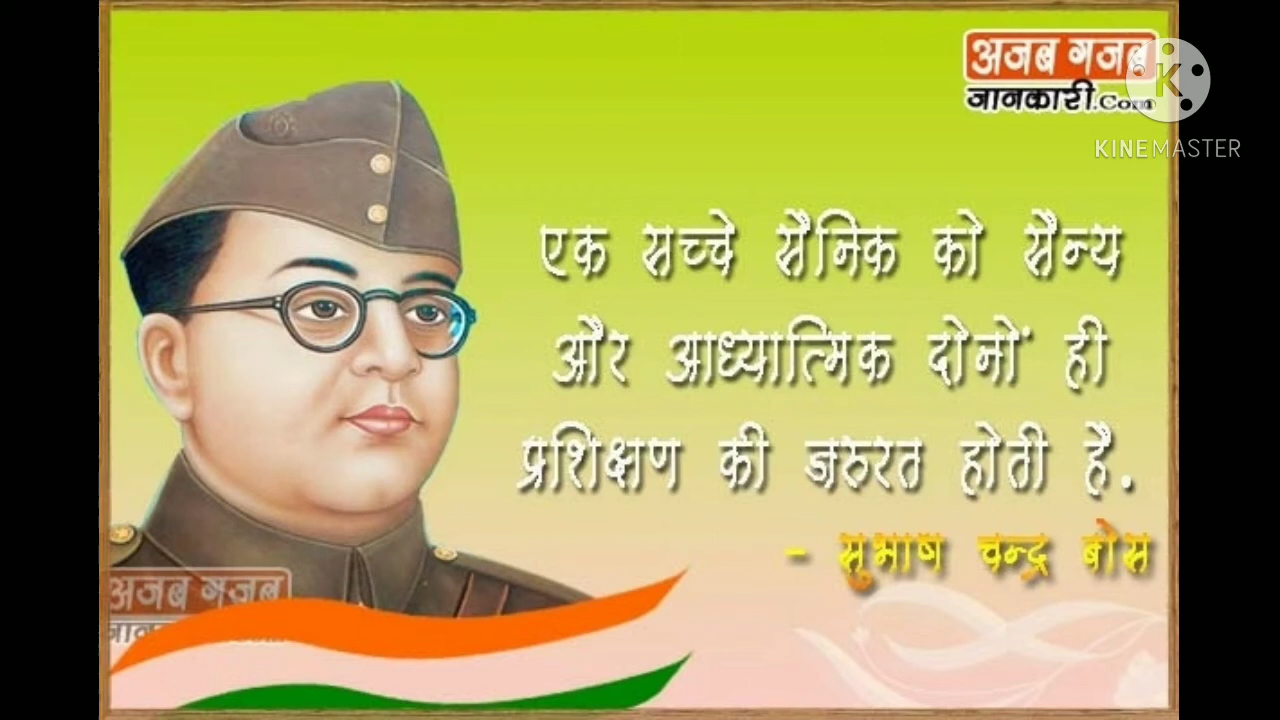 अजब गजब
जानकारी.com
KINEMASTER
एक सच्चे सैनिक को सैन्य
और आध्यात्मिक दोनों ही
प्रशिक्षण की जरुरत होती है.
- सुभाष चन्द्र बोस
अजब गजब